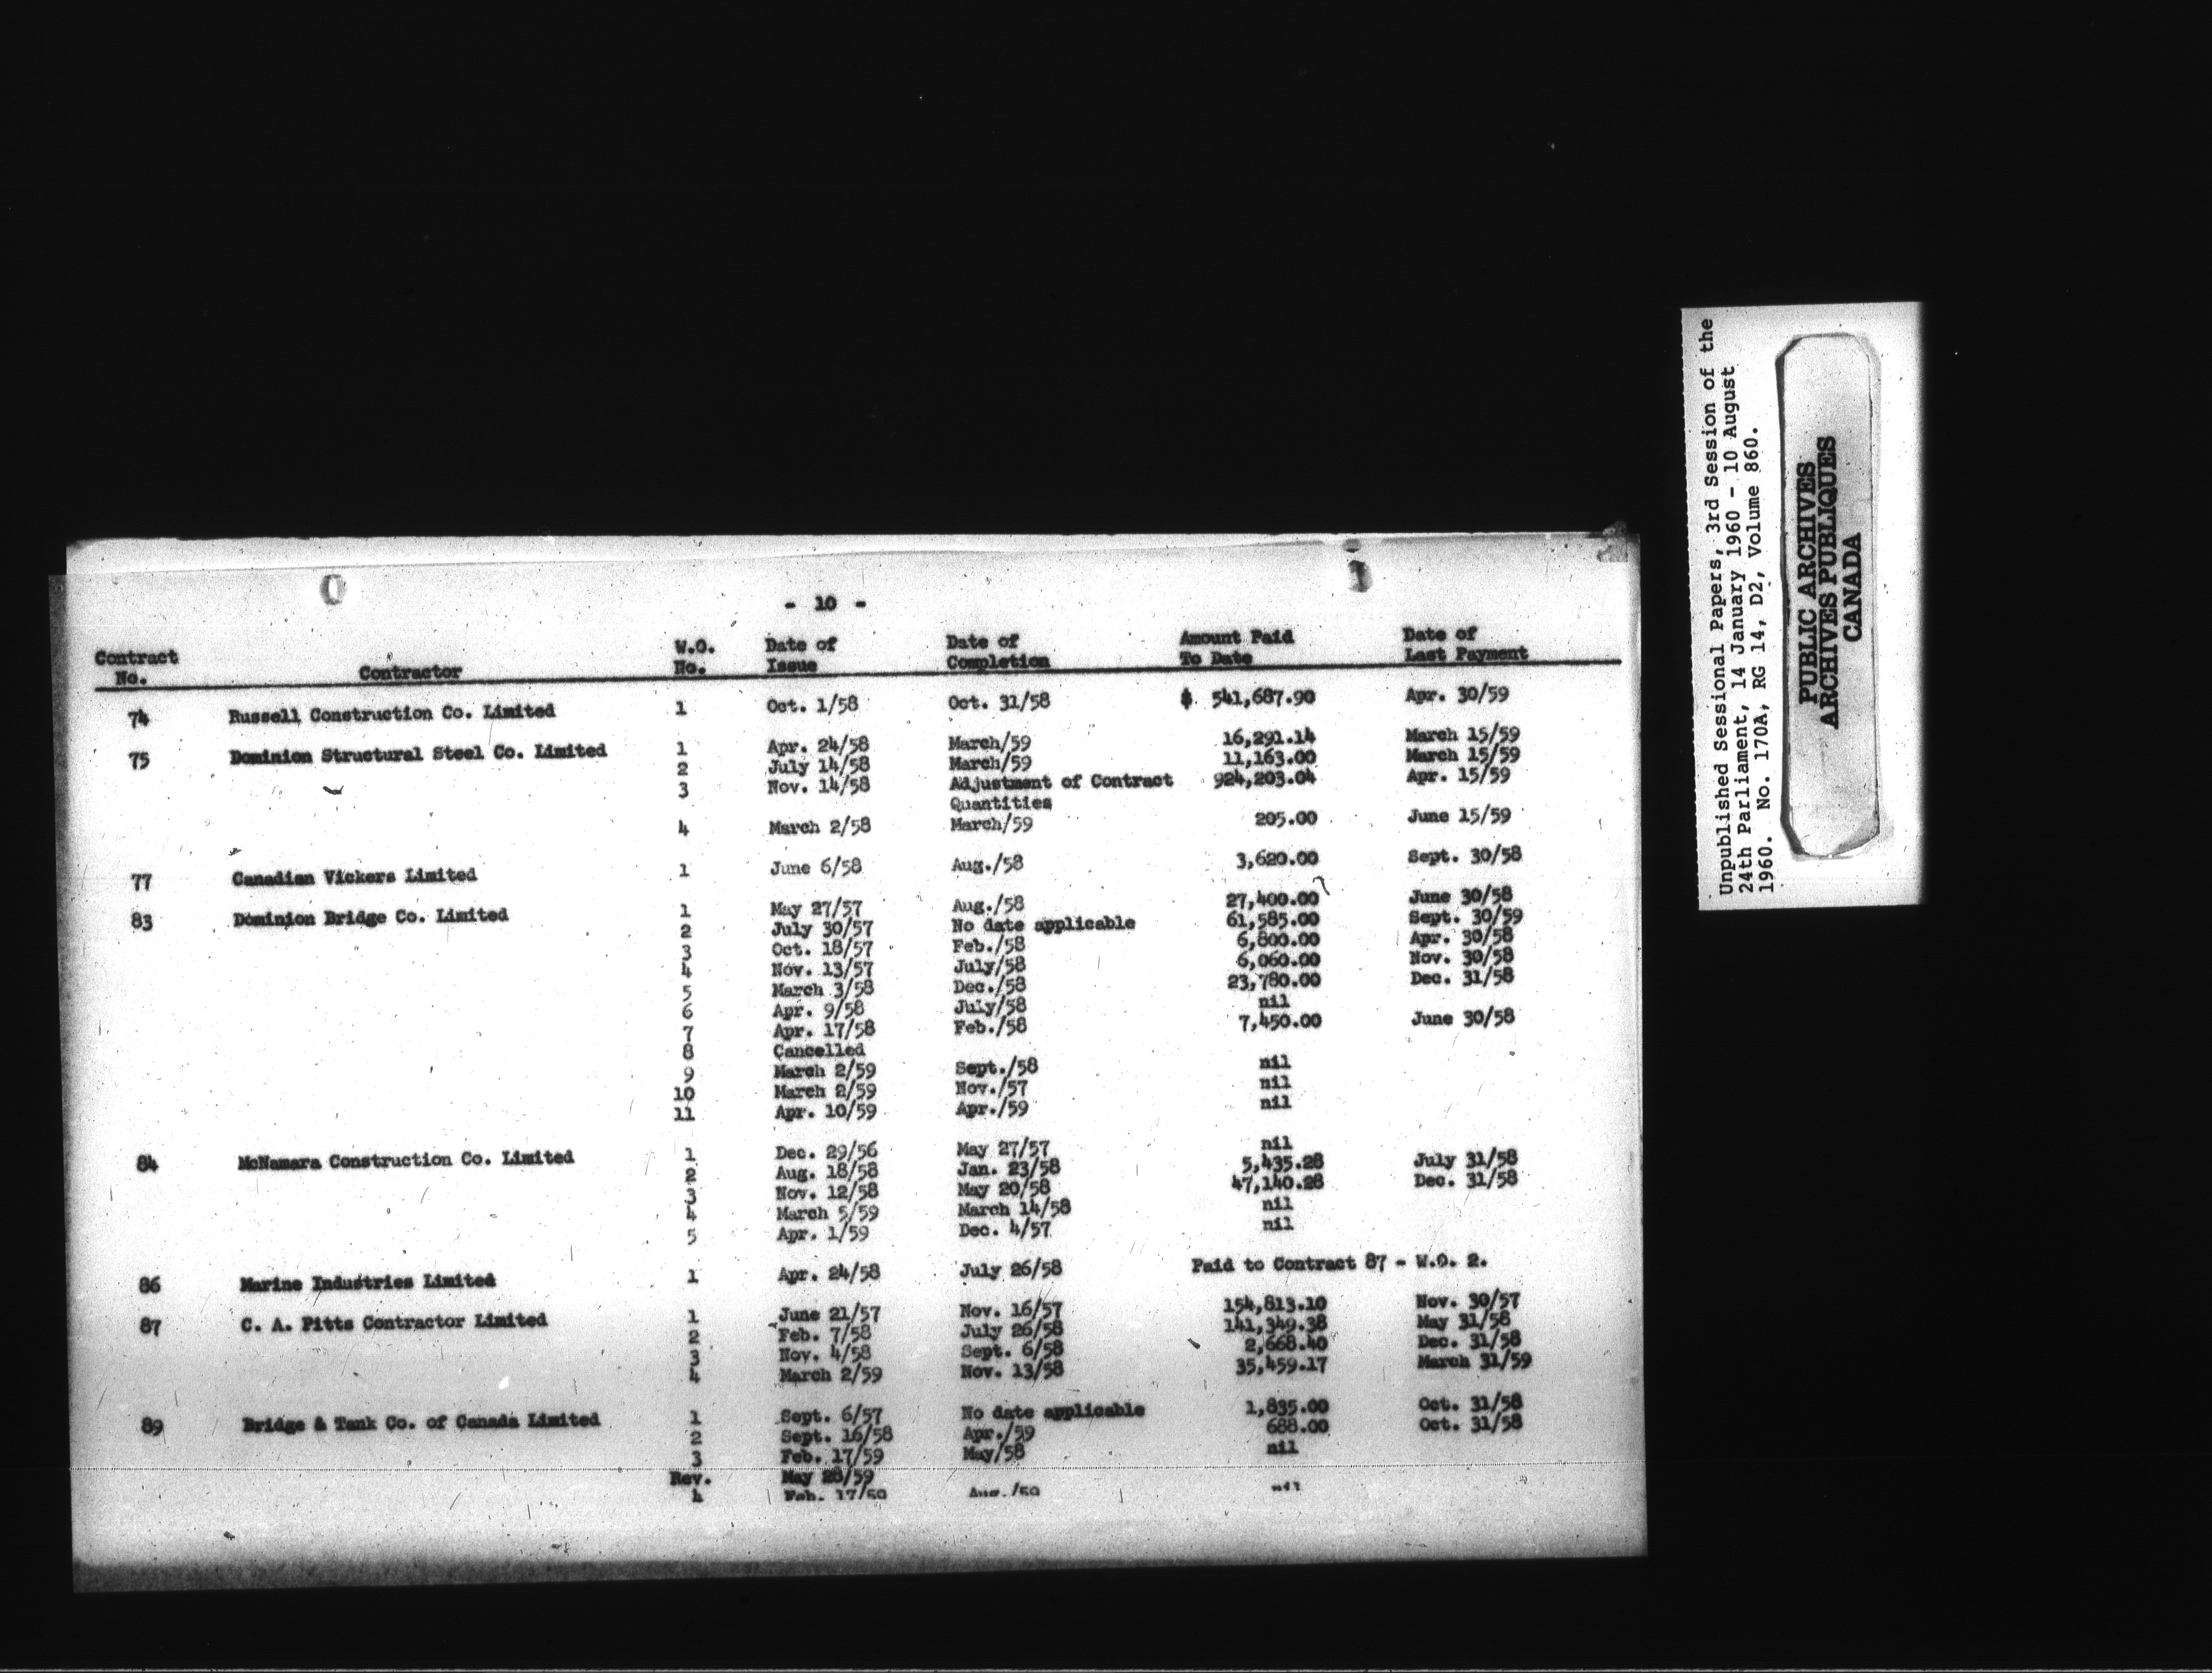 - 10 -
Contract No. Contractor W.O. No. Date of Issue Date of Completion Amount Paid To Date Date of Last Payment
74 Russell Construction Co. Limited 1 Oct. 1/58 Oct. 31/58 $ 541,687.90 Apr. 30/59
75 Dominion Structural Steel Co. Limited 1 Apr. 24/58 March/59 16,291.14 March 15/59
2 July 14/58 March/59 11,163.00 March 15/59
3 Nov. 14/58 Adjustment of Contract 924,203.04 Apr. 15/59
Quantities
4 March 2/58 March/59 205.00 June 15/59
77 Canadian Vickers Limited 1 June 6/58 Aug./58 3,620.00 Sept. 30/58
83 Dominion Bridge Co. Limited 1 May 27/57 Aug./58 27,400.00 June 30/58
2 July 30/57 No date applicable 61,585.00 Sept. 30/59
3 Oct. 18/57 Feb./58 6,800.00 Apr. 30/58
4 Nov. 13/57 July/58 6,060.00 Nov. 30/58
5 March 3/58 Dec./58 23,780.00 Dec. 31/58
6 Apr. 9/58 July/58 nil
7 Apr. 17/58 Feb./58 7,450.00 June 30/58
8 Cancelled
9 March 2/59 Sept./58 nil
10 March 2/59 Nov./57 nil
11 Apr. 10/59 Apr./59 nil
84 McNamara Construction Co. Limited 1 Dec. 29/56 May 27/57 nil
2 Aug. 18/58 Jan. 23/58 5,435.28 July 31/58
3 Nov. 12/58 May 20/58 47,140.28 Dec. 31/58
4 March 5/59 March 14/58 nil
5 Apr. 1/59 Dec. 4/57 nil
86 Marine Industries Limited 1 Apr. 24/58 July 26/58 Paid to Contract 87 - W.O. 2.
87 C. A. Pitts Contractor Limited 1 June 21/57 Nov. 16/57 154,813.10 Nov. 30/57
2 Feb. 7/58 July 26/58 141,349.38 May 31/58
3 Nov. 4/58 Sept. 6/58 2,668.40 Dec. 31/58
4 March 2/59 Nov. 13/58 35,459.17 March 31/59
89 Bridge & Tank Co. of Canada Limited 1 Sept. 6/57 No date applicable 1,835.00 Oct. 31/58
2 Sept. 16/58 Apr./59 688.00 Oct. 31/58
3 Feb. 17/59 May/58 nil
Rev. May 28/59
4 Feb. 17/59 Aug./59 nil
Unpublished Sessional Papers, 3rd Session of the
24th Parliament, 14 January 1960 - 10 August
1960. No. 170A, RG 14, D2, Volume 860.
PUBLIC ARCHIVES
ARCHIVES PUBLIQUES
CANADA